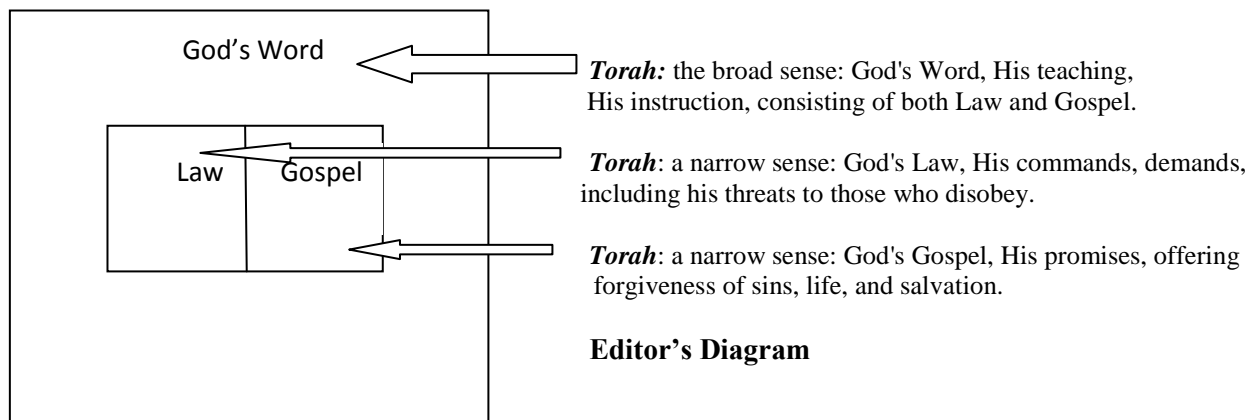 God’s Word
Law
Gospel
Torah: the broad sense: God's Word, His teaching,
His instruction, consisting of both Law and Gospel.
Torah: a narrow sense: God's Law, His commands, demands,
including his threats to those who disobey.
Torah: a narrow sense: God's Gospel, His promises, offering
forgiveness of sins, life, and salvation.
Editor’s Diagram